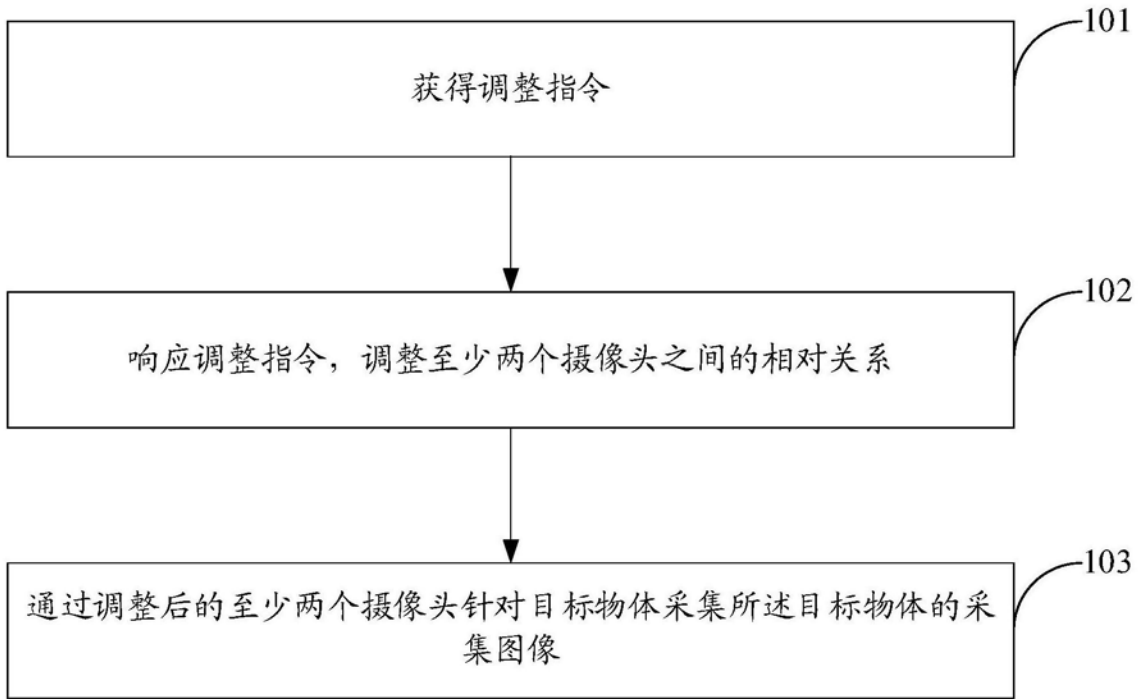 101
获得调整指令
102
响应调整指令，调整至少两个摄像头之间的相对关系
103
通过调整后的至少两个摄像头针对目标物体采集所述目标物体的采
集图像